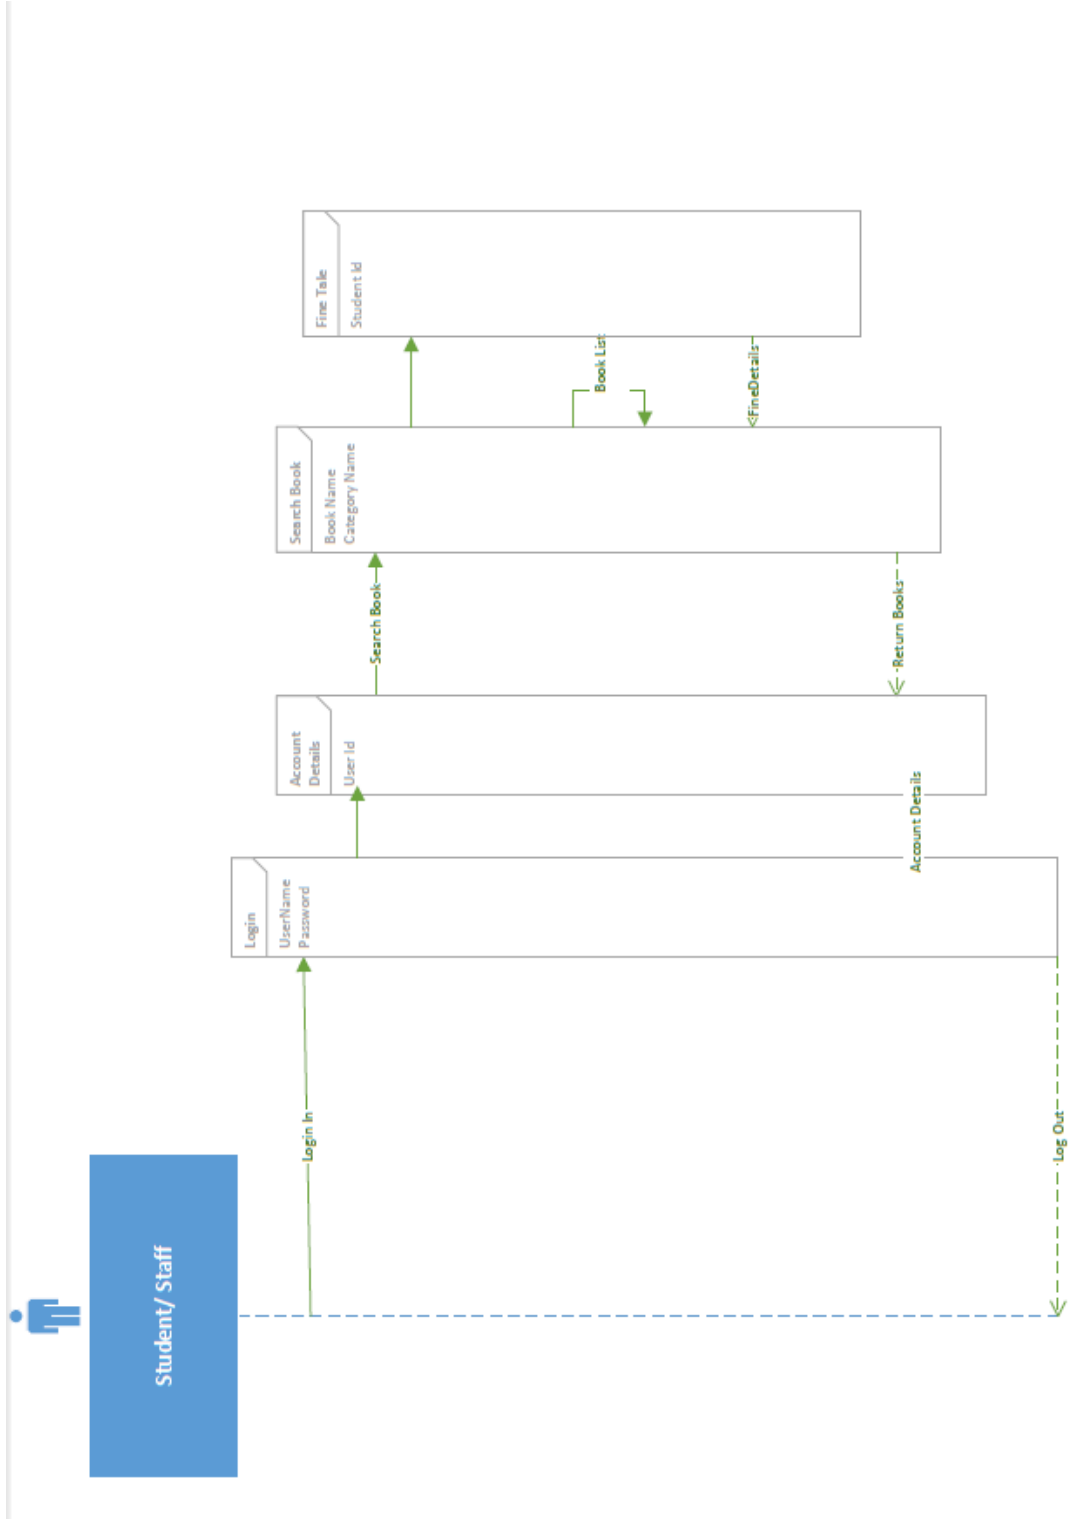 Student/ Staff
Login In
Log Out
Login
UserName
Password
Account Details
Account
Details
User Id
Search Book
Return Books
Search Book
Book Name
Category Name
Book List
FineDetails
Fine Tale
Student Id